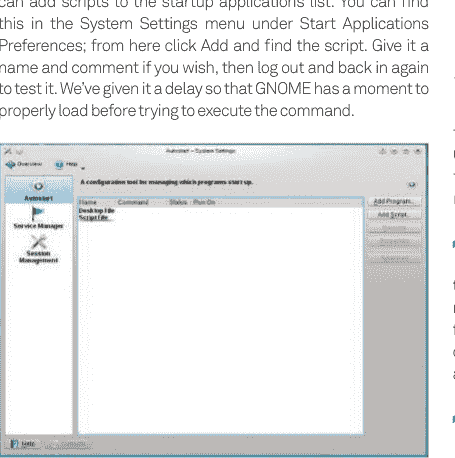 can add scripts to the startup applications list. You can find
this in the System Settings menu under Start Applications
Preferences; from here click Add and find the script. Give it a
name and comment if you wish, then log out and back in again
to test it. We've given it a delay so that GNOME has a moment to
properly load before trying to execute the command.
Autostart – System Settings
Overview Help
A configuration tool for managing which programs start up.
Autostart
Name Command Status Run On
Add Program...
Desktop File
Add Script...
Script File
Service Manager
Session
Management
Help